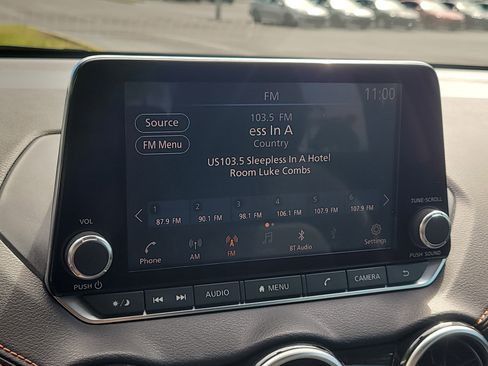 FM
11:00
Source
103.5 FM
ess In A
FM Menu
Country
US103.5 Sleepless In A Hotel
Room Luke Combs
1 2 3 4 5 6
87.9 FM 90.1 FM 98.1 FM 106.1 FM 107.9 FM 107.9 FM
VOL
TUNE·SCROLL
Phone AM FM BT Audio Settings
PUSH
PUSH SOUND
AUDIO MENU CAMERA